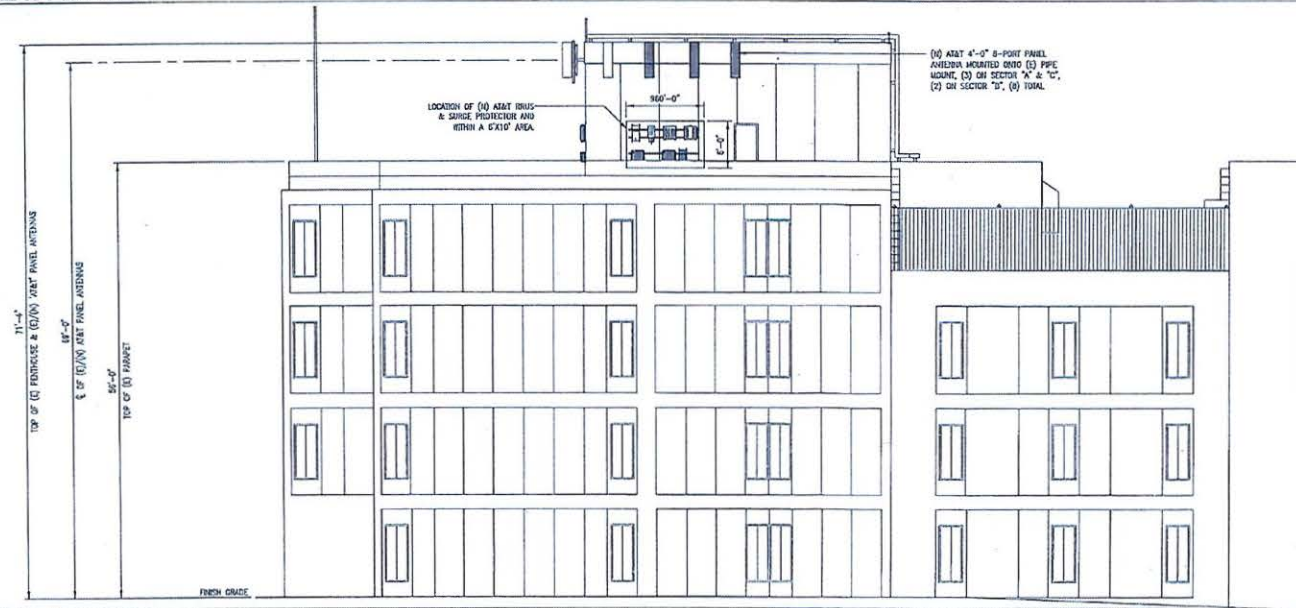 (N) AT&T 4'-0" 8-PORT PANEL
ANTENNA MOUNTED ONTO (E) PIPE
MOUNT, (3) ON SECTOR "A" & "C",
(2) ON SECTOR "B", (8) TOTAL
LOCATION OF (N) AT&T RRUS
& SURGE PROTECTOR AND
WITHIN A 6'X10' AREA
960'-0"
6'-0"
71'-4"
TOP OF (E) PENTHOUSE & (E)/(N) AT&T PANEL ANTENNAS
℄ OF (E)/(N) AT&T PANEL ANTENNAS
56'-0"
TOP OF (E) PARAPET
FINISH GRADE